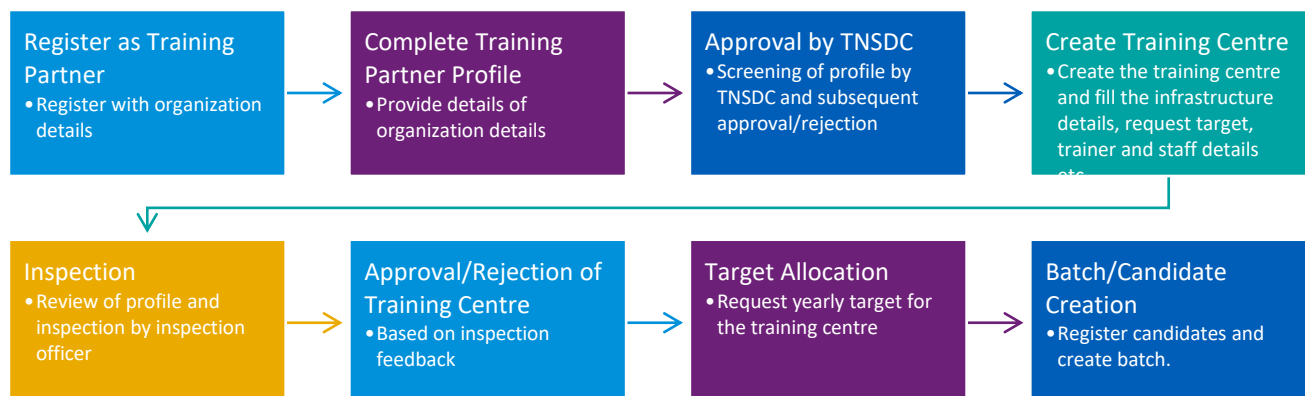 Register as Training
Partner
•Register with organization
details
Complete Training
Partner Profile
•Provide details of
organization details
Approval by TNSDC
•Screening of profile by
TNSDC and subsequent
approval/rejection
Create Training Centre
•Create the training centre
and fill the infrastructure
details, request target,
trainer and staff details
etc
Inspection
•Review of profile and
inspection by inspection
officer
Approval/Rejection of
Training Centre
•Based on inspection
feedback
Target Allocation
•Request yearly target for
the training centre
Batch/Candidate
Creation
•Register candidates and
create batch.